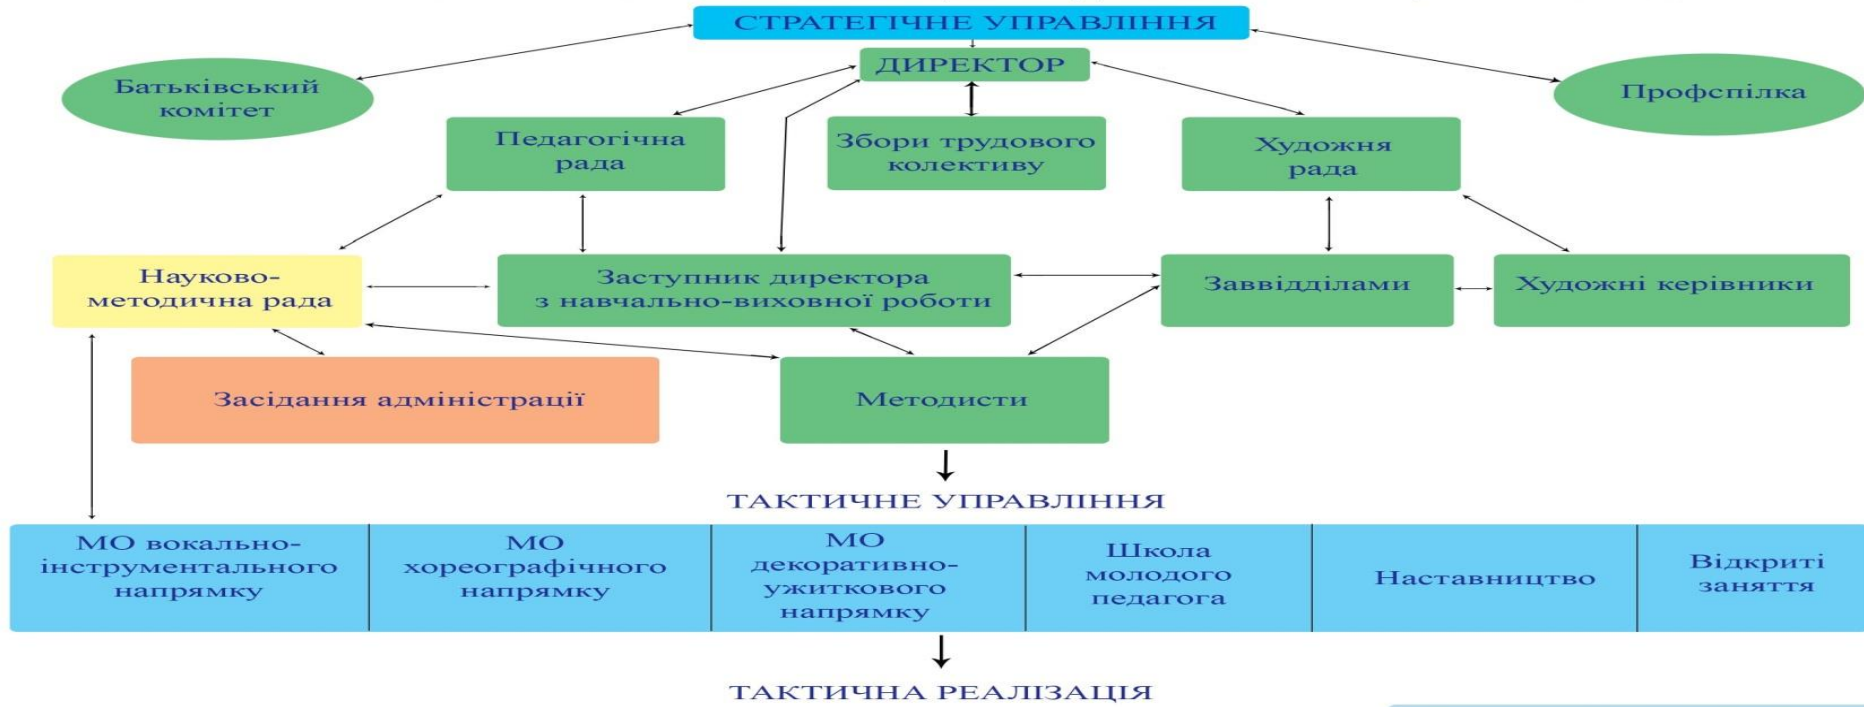 СТРАТЕГІЧНЕ УПРАВЛІННЯ
ДИРЕКТОР
Батьківський
комітет
Профспілка
Педагогічна
рада
Збори трудового
колективу
Художня
рада
Науково-
методична рада
Заступник директора
з навчально-виховної роботи
Заввідділами
Художні керівники
Засідання адміністрації
Методисти
ТАКТИЧНЕ УПРАВЛІННЯ
МО вокально-
інструментального
напрямку
МО
хореографічного
напрямку
МО
декоративно-
ужиткового
напрямку
Школа
молодого
педагога
Наставництво
Відкриті
заняття
ТАКТИЧНА РЕАЛІЗАЦІЯ